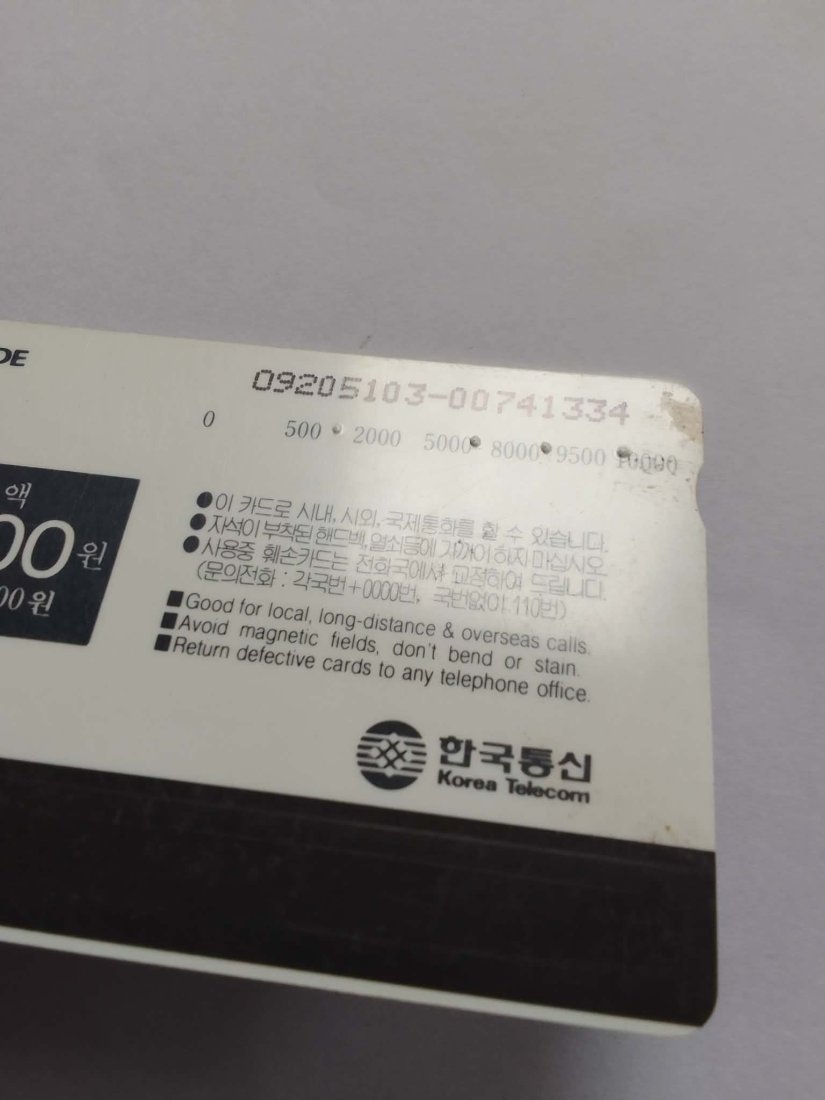 DE
09205103-00741334
0 500 2000 5000 8000 9500 10000
액
00원
00원
●이 카드로 시내, 시외, 국제통화를 할 수 있습니다.
●자석이 부착된 핸드백, 열쇠등에 가까이 하지 마십시오.
●사용중 훼손카드는 전화국에서 교정하여 드립니다.
(문의전화 : 각국번+0000번, 국번없이 110번)
■Good for local, long-distance & overseas calls.
■Avoid magnetic fields, don't bend or stain.
■Return defective cards to any telephone office.
한국통신
Korea Telecom